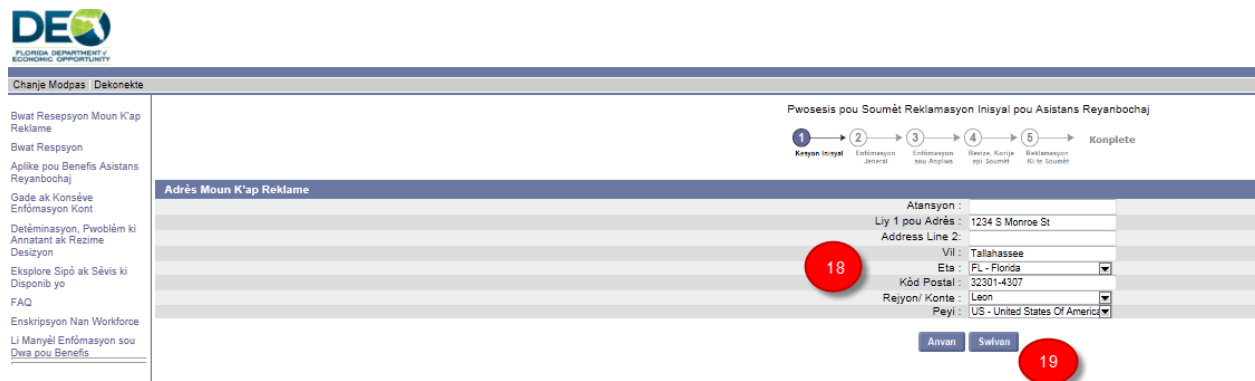 DEO
FLORIDA DEPARTMENT of
ECONOMIC OPPORTUNITY
Chanje Modpas Dekonekte
Bwat Resepsyon Moun K'ap
Reklame
Bwat Respsyon
Aplike pou Benefis Asistans
Reyanbochaj
Gade ak Konsève
Enfòmasyon Kont
Detèminasyon, Pwoblèm ki
Annatant ak Rezime
Desizyon
Eksplore Sipò ak Sèvis ki
Disponib yo
FAQ
Enskripsyon Nan Workforce
Li Manyèl Enfòmasyon sou
Dwa pou Benefis
Pwosesis pou Soumèt Reklamasyon Inisyal pou Asistans Reyanbochaj
1 2 3 4 5 Konplete
Kesyon Inisyal
Enfòmasyon
Jeneral
Enfòmasyon
sou Anplwa
Revize, Korije
epi Soumèt
Reklamasyon
Ki te Soumèt
Adrès Moun K'ap Reklame
Atansyon :
Liy 1 pou Adrès : 1234 S Monroe St
Address Line 2:
Vil : Tallahassee
Eta : FL - Florida
Kòd Postal : 32301-4307
Rejyon/ Konte : Leon
Peyi : US - United States Of America
18
Anvan Swivan
19